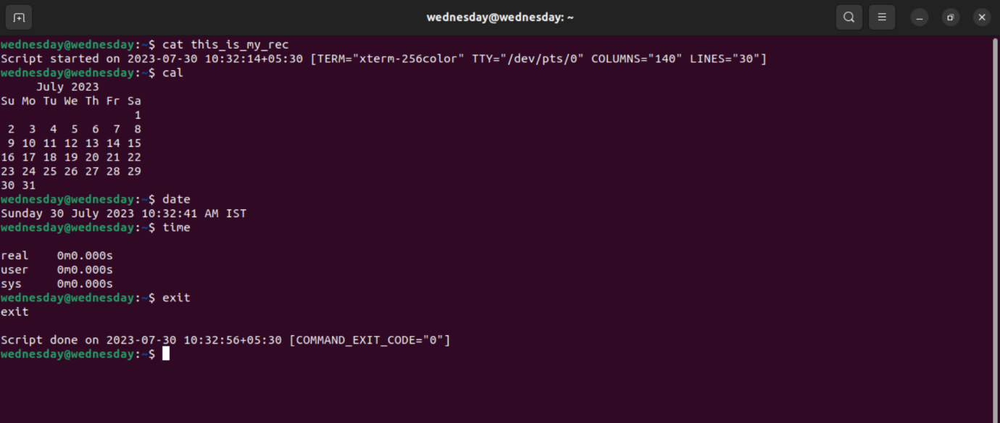 wednesday@wednesday: ~
wednesday@wednesday:~$ cat this_is_my_rec
Script started on 2023-07-30 10:32:14+05:30 [TERM="xterm-256color" TTY="/dev/pts/0" COLUMNS="140" LINES="30"]
wednesday@wednesday:~$ cal
     July 2023
Su Mo Tu We Th Fr Sa
                   1
 2  3  4  5  6  7  8
 9 10 11 12 13 14 15
16 17 18 19 20 21 22
23 24 25 26 27 28 29
30 31
wednesday@wednesday:~$ date
Sunday 30 July 2023 10:32:41 AM IST
wednesday@wednesday:~$ time

real    0m0.000s
user    0m0.000s
sys     0m0.000s
wednesday@wednesday:~$ exit
exit

Script done on 2023-07-30 10:32:56+05:30 [COMMAND_EXIT_CODE="0"]
wednesday@wednesday:~$